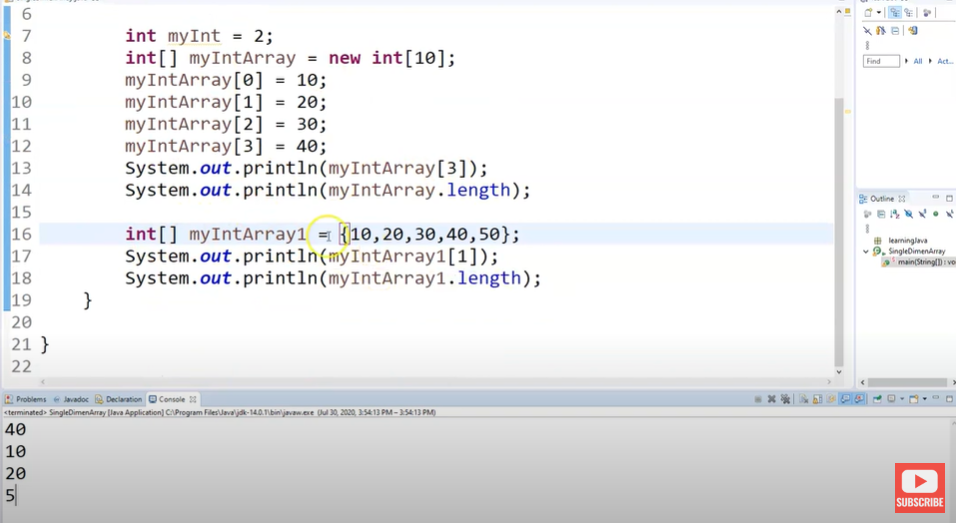 6
7 int myInt = 2;
8 int[] myIntArray = new int[10];
9 myIntArray[0] = 10;
10 myIntArray[1] = 20;
11 myIntArray[2] = 30;
12 myIntArray[3] = 40;
13 System.out.println(myIntArray[3]);
14 System.out.println(myIntArray.length);
15
16 int[] myIntArray1 = {10,20,30,40,50};
17 System.out.println(myIntArray1[1]);
18 System.out.println(myIntArray1.length);
19 }
20
21 }
22
Find All Act...
Outline
learningJava
SingleDimenArray
main(String[]) : vo
Problems Javadoc Declaration Console
<terminated> SingleDimenArray [Java Application] C:\Program Files\Java\jdk-14.0.1\bin\javaw.exe (Jul 30, 2020, 3:54:13 PM – 3:54:13 PM)
40
10
20
5
SUBSCRIBE